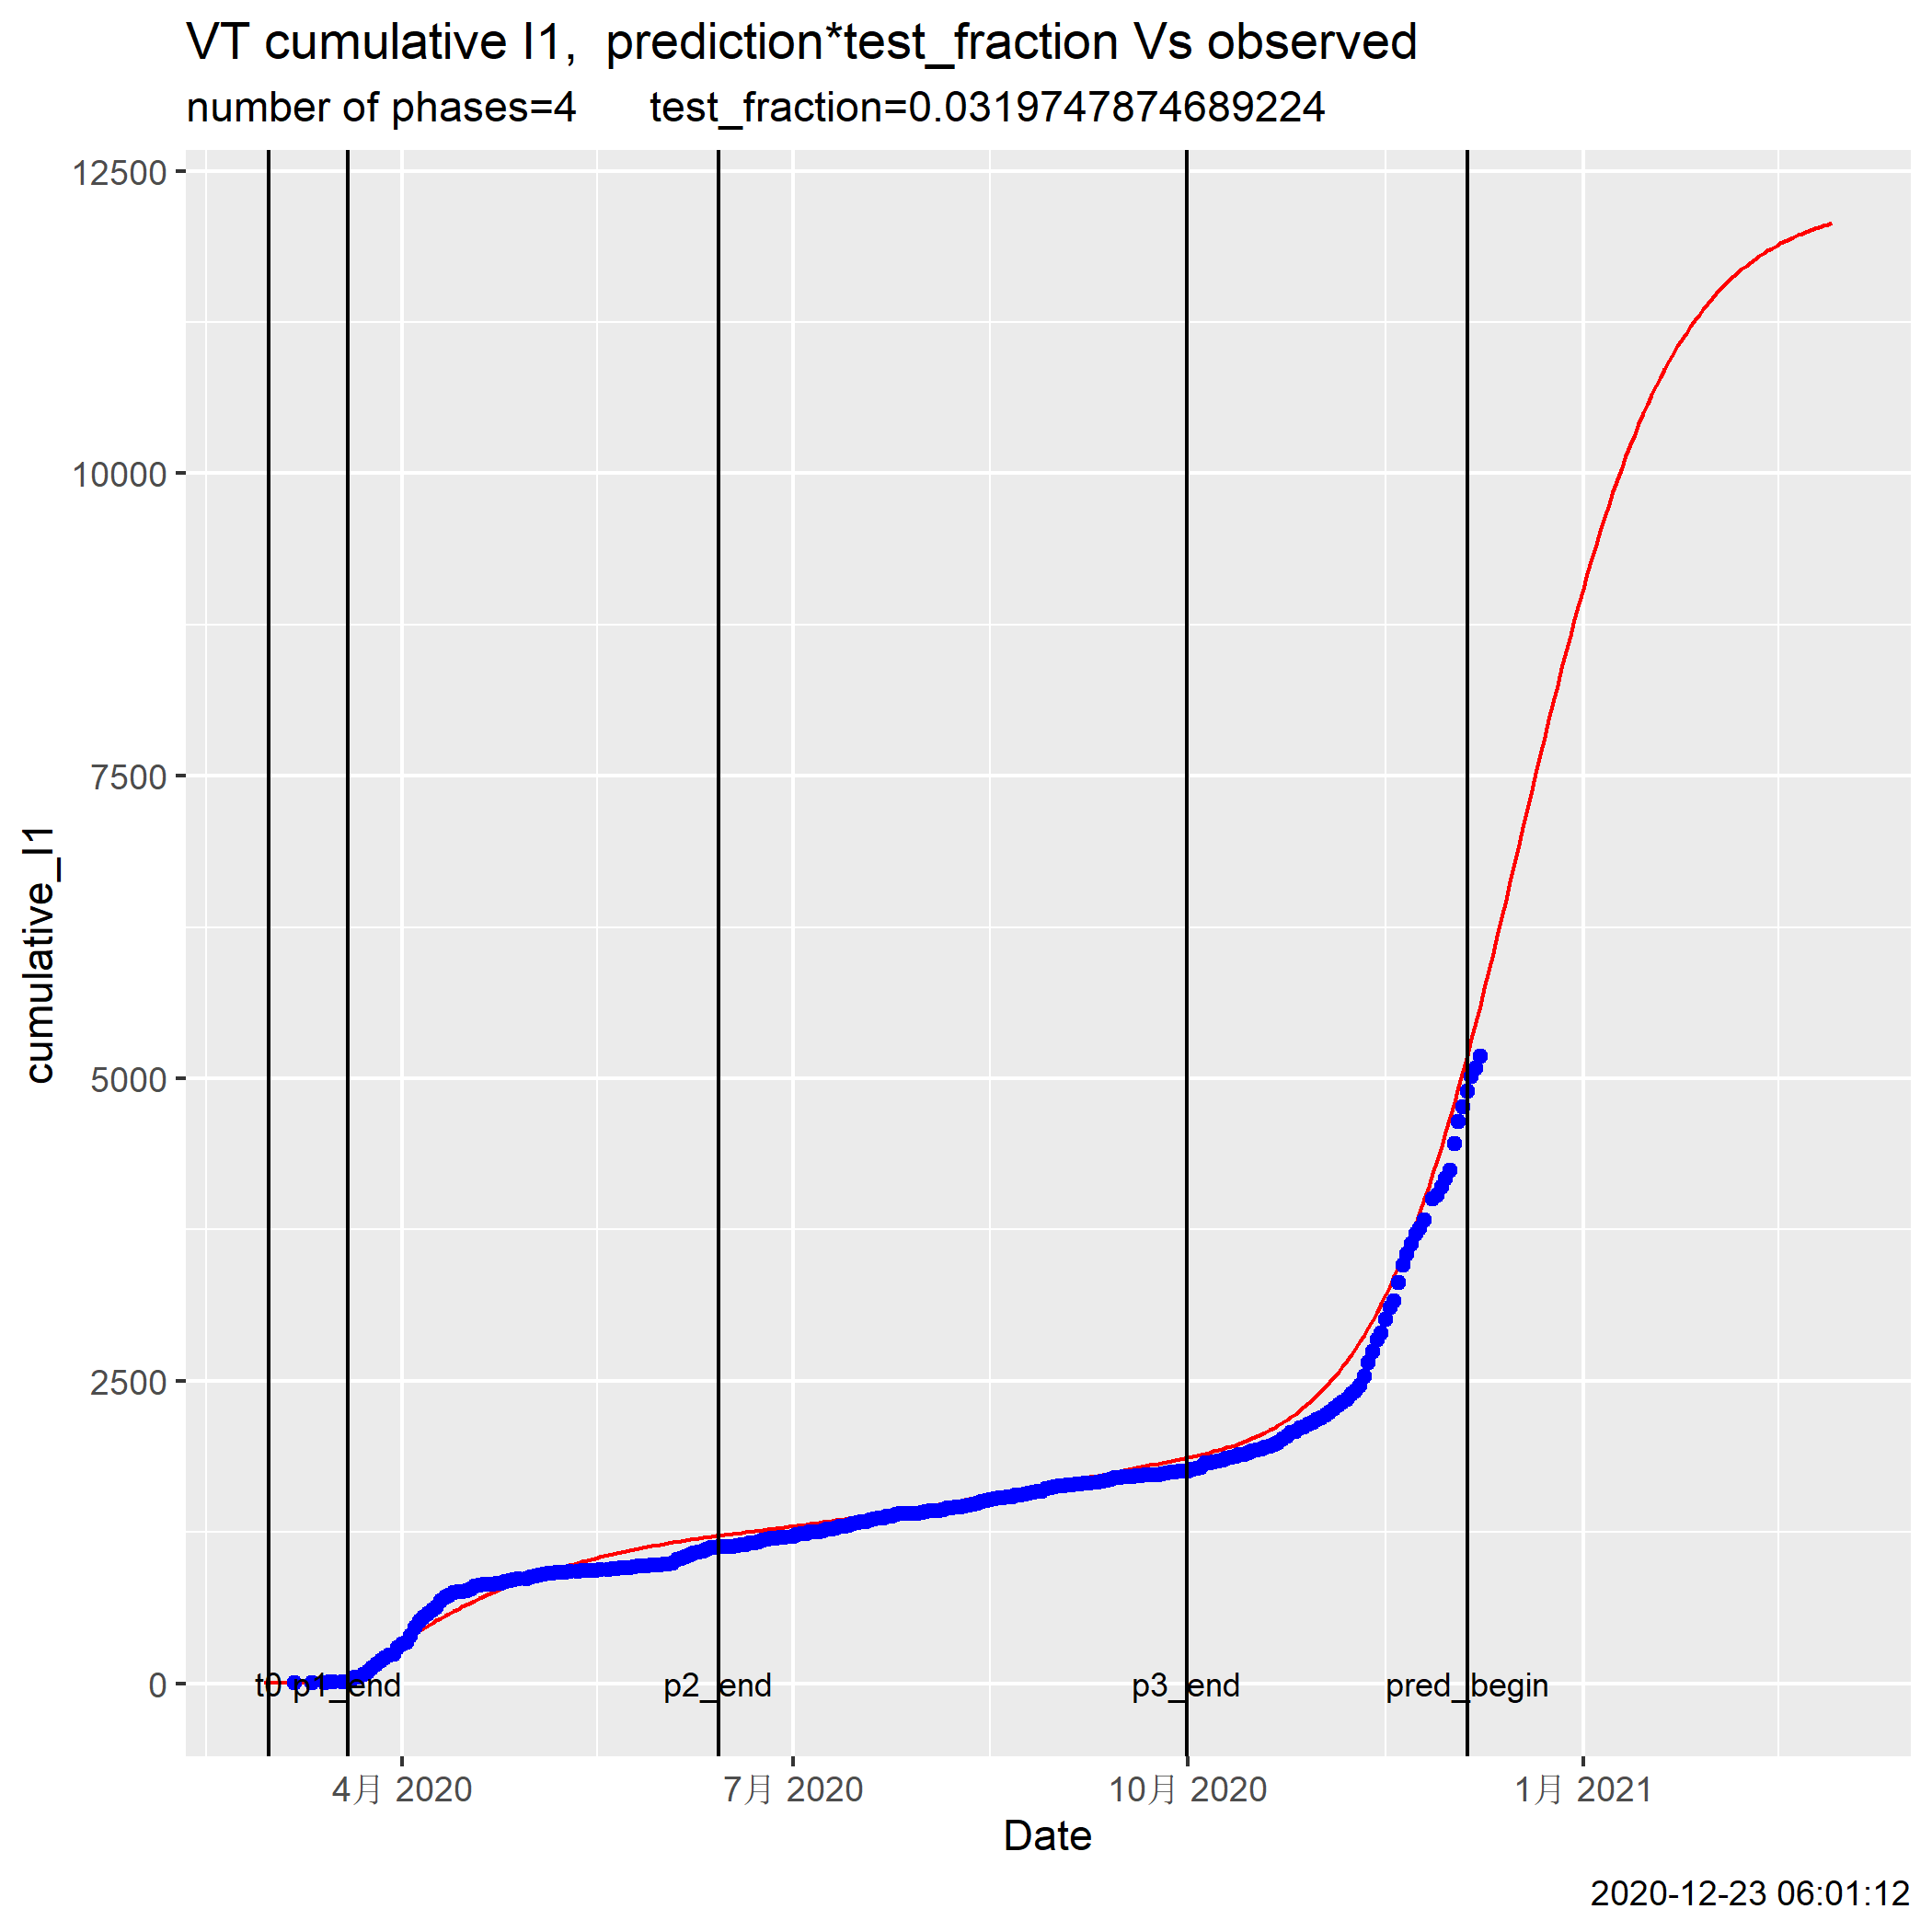 VT cumulative I1,  prediction*test_fraction Vs observed
number of phases=4      test_fraction=0.0319747874689224
12500
10000
7500
5000
2500
0
cumulative_I1
t0 p1_end p2_end p3_end pred_begin
4月 2020 7月 2020 10月 2020 1月 2021
Date
2020-12-23 06:01:12